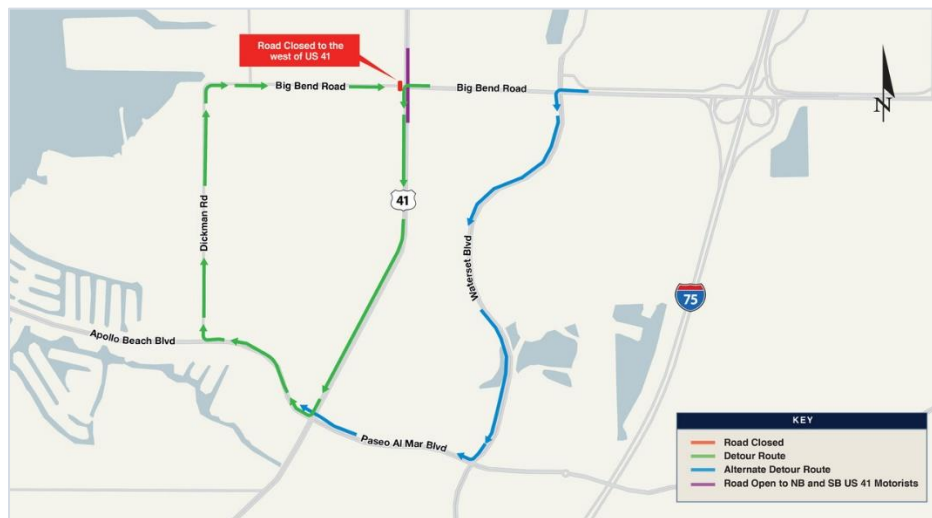 Road Closed to the
west of US 41
Big Bend Road
Big Bend Road
N
41
Dickman Rd
Waterset Blvd
75
Apollo Beach Blvd
Paseo Al Mar Blvd
KEY
Road Closed
Detour Route
Alternate Detour Route
Road Open to NB and SB US 41 Motorists